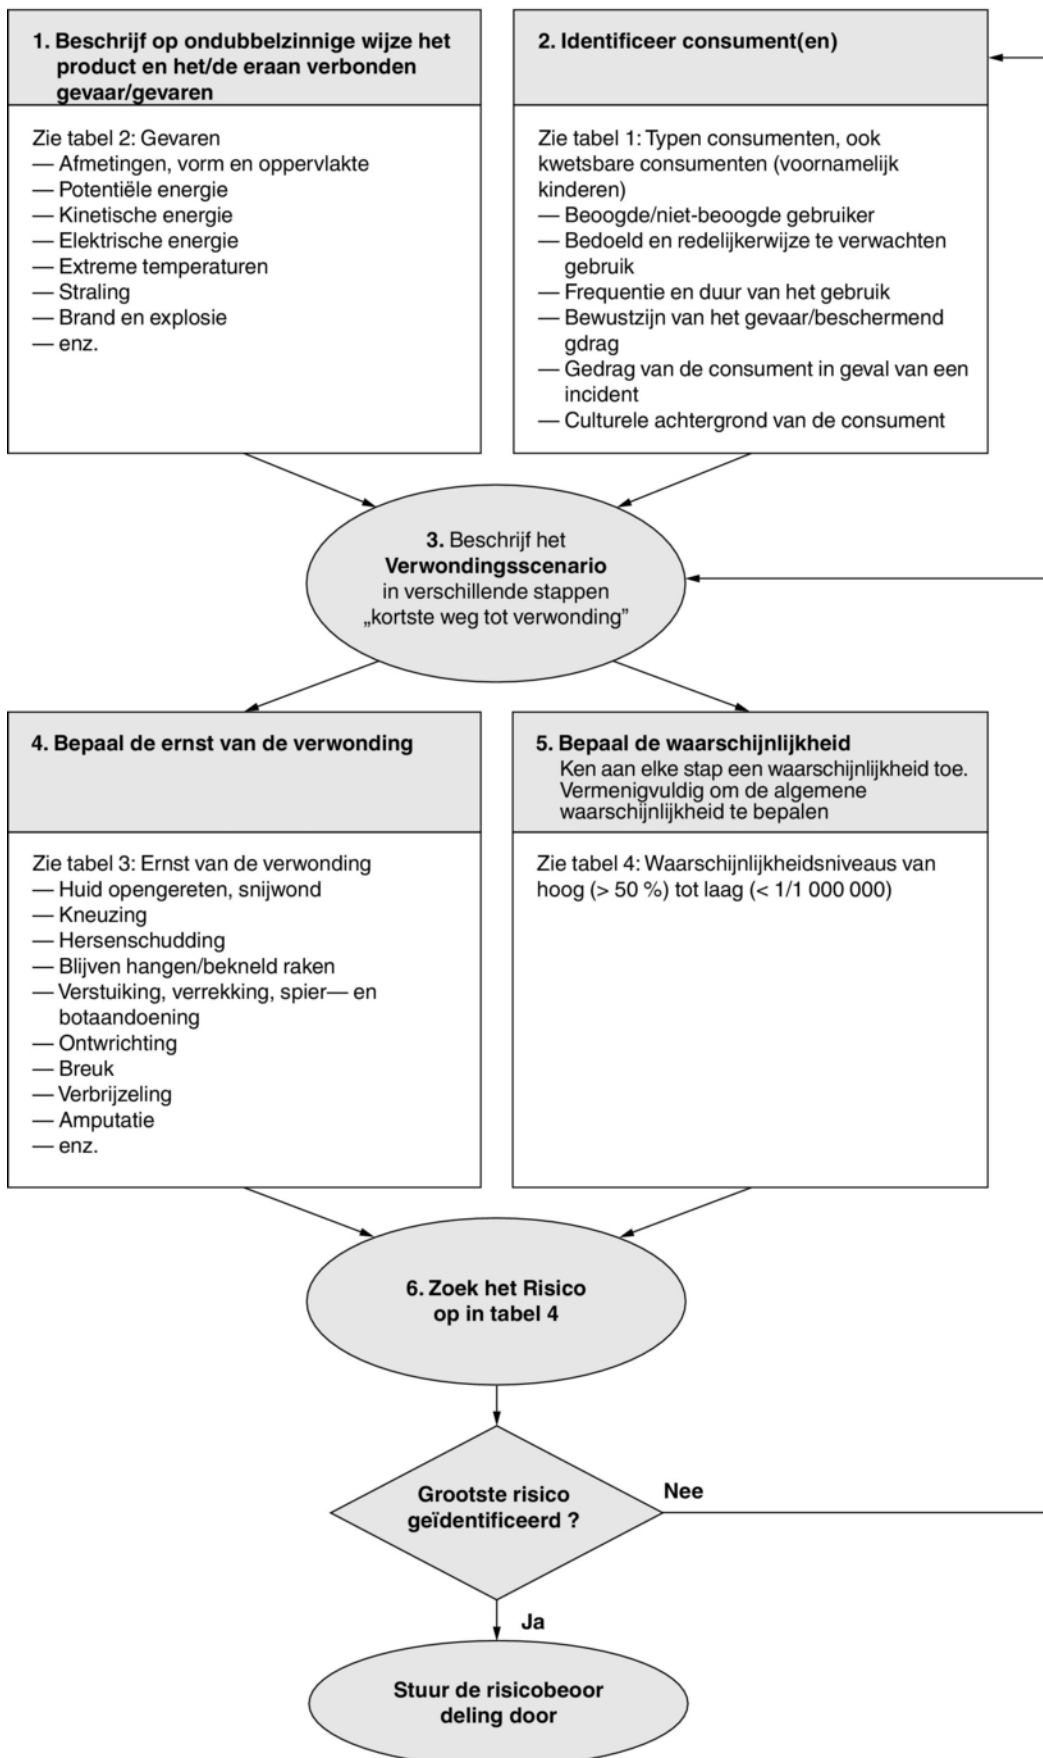 1. Beschrijf op ondubbelzinnige wijze het
product en het/de eraan verbonden
gevaar/gevaren
Zie tabel 2: Gevaren
— Afmetingen, vorm en oppervlakte
— Potentiële energie
— Kinetische energie
— Elektrische energie
— Extreme temperaturen
— Straling
— Brand en explosie
— enz.
2. Identificeer consument(en)
Zie tabel 1: Typen consumenten, ook
kwetsbare consumenten (voornamelijk
kinderen)
— Beoogde/niet-beoogde gebruiker
— Bedoeld en redelijkerwijze te verwachten
gebruik
— Frequentie en duur van het gebruik
— Bewustzijn van het gevaar/beschermend
gdrag
— Gedrag van de consument in geval van een
incident
— Culturele achtergrond van de consument
3. Beschrijf het
Verwondingsscenario
in verschillende stappen
„kortste weg tot verwonding”
4. Bepaal de ernst van de verwonding
Zie tabel 3: Ernst van de verwonding
— Huid opengereten, snijwond
— Kneuzing
— Hersenschudding
— Blijven hangen/bekneld raken
— Verstuiking, verrekking, spier— en
botaandoening
— Ontwrichting
— Breuk
— Verbrijzeling
— Amputatie
— enz.
5. Bepaal de waarschijnlijkheid
Ken aan elke stap een waarschijnlijkheid toe.
Vermenigvuldig om de algemene
waarschijnlijkheid te bepalen
Zie tabel 4: Waarschijnlijkheidsniveaus van
hoog (> 50 %) tot laag (< 1/1 000 000)
6. Zoek het Risico
op in tabel 4
Grootste risico
geïdentificeerd ?
Nee
Ja
Stuur de risicobeoor
deling door